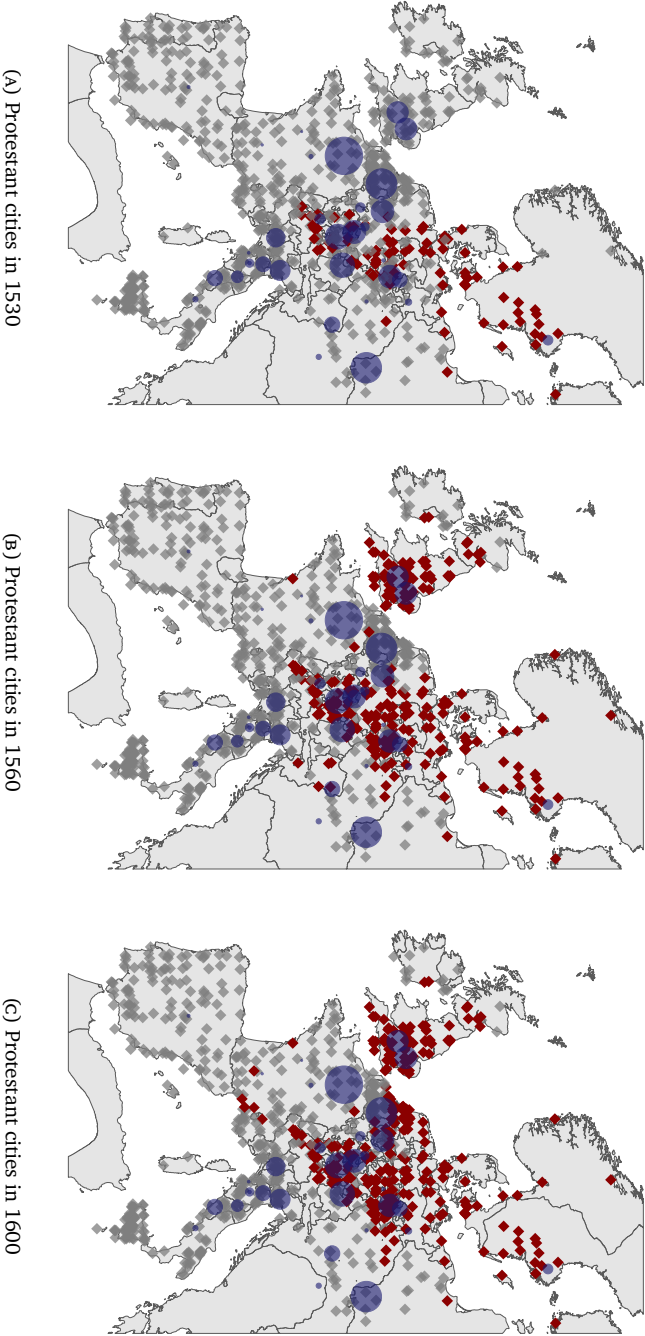 (A) Protestant cities in 1530
(B) Protestant cities in 1560
(C) Protestant cities in 1600